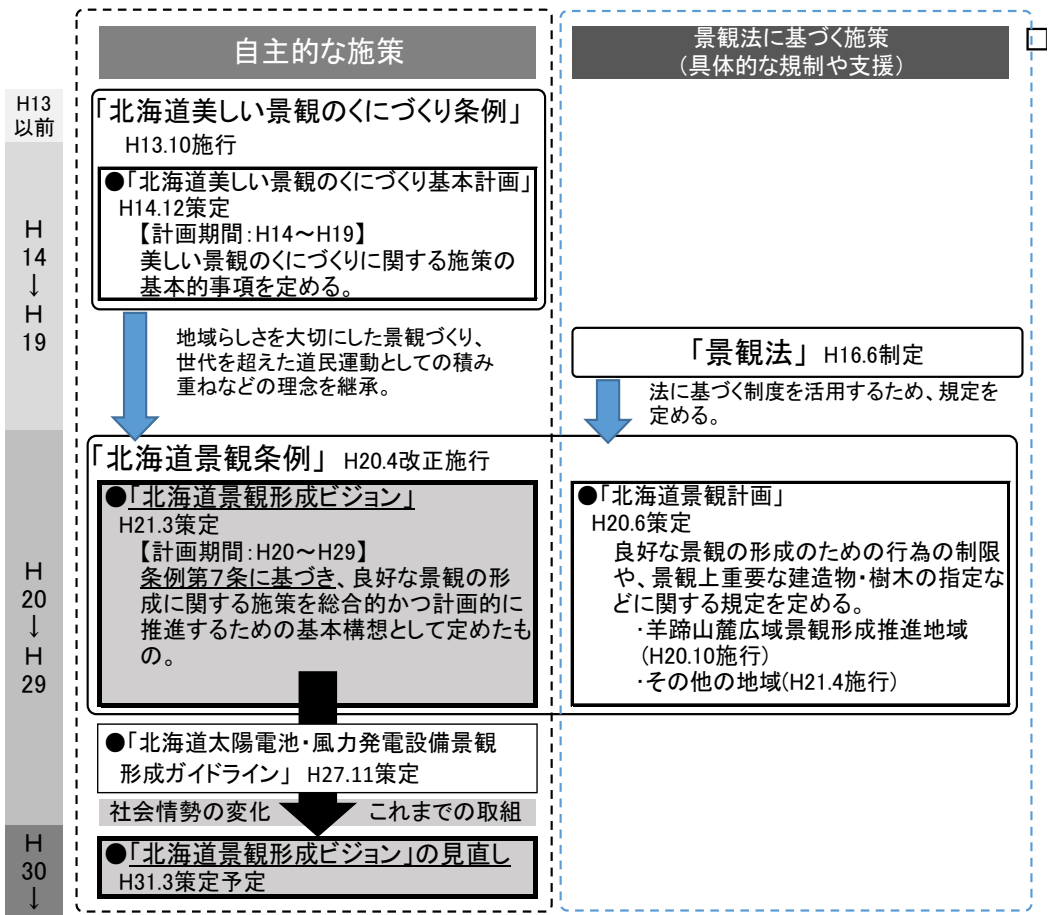 自主的な施策
景観法に基づく施策
(具体的な規制や支援)
H13
以前
「北海道美しい景観のくにづくり条例」
H13.10施行
●「北海道美しい景観のくにづくり基本計画」
H14.12策定
【計画期間:H14～H19】
美しい景観のくにづくりに関する施策の
基本的事項を定める。
H
14
↓
H
19
地域らしさを大切にした景観づくり、
世代を超えた道民運動としての積み
重ねなどの理念を継承。
「景観法」 H16.6制定
法に基づく制度を活用するため、規定を
定める。
「北海道景観条例」 H20.4改正施行
●「北海道景観形成ビジョン」
H21.3策定
【計画期間:H20～H29】
条例第7条に基づき、良好な景観の形
成に関する施策を総合的かつ計画的に
推進するための基本構想として定めたも
の。
●「北海道景観計画」
H20.6策定
良好な景観の形成のための行為の制限
や、景観上重要な建造物・樹木の指定な
どに関する規定を定める。
・羊蹄山麓広域景観形成推進地域
(H20.10施行)
・その他の地域(H21.4施行)
H
20
↓
H
29
●「北海道太陽電池・風力発電設備景観
形成ガイドライン」 H27.11策定
社会情勢の変化 これまでの取組
H
30
↓
●「北海道景観形成ビジョン」の見直し
H31.3策定予定